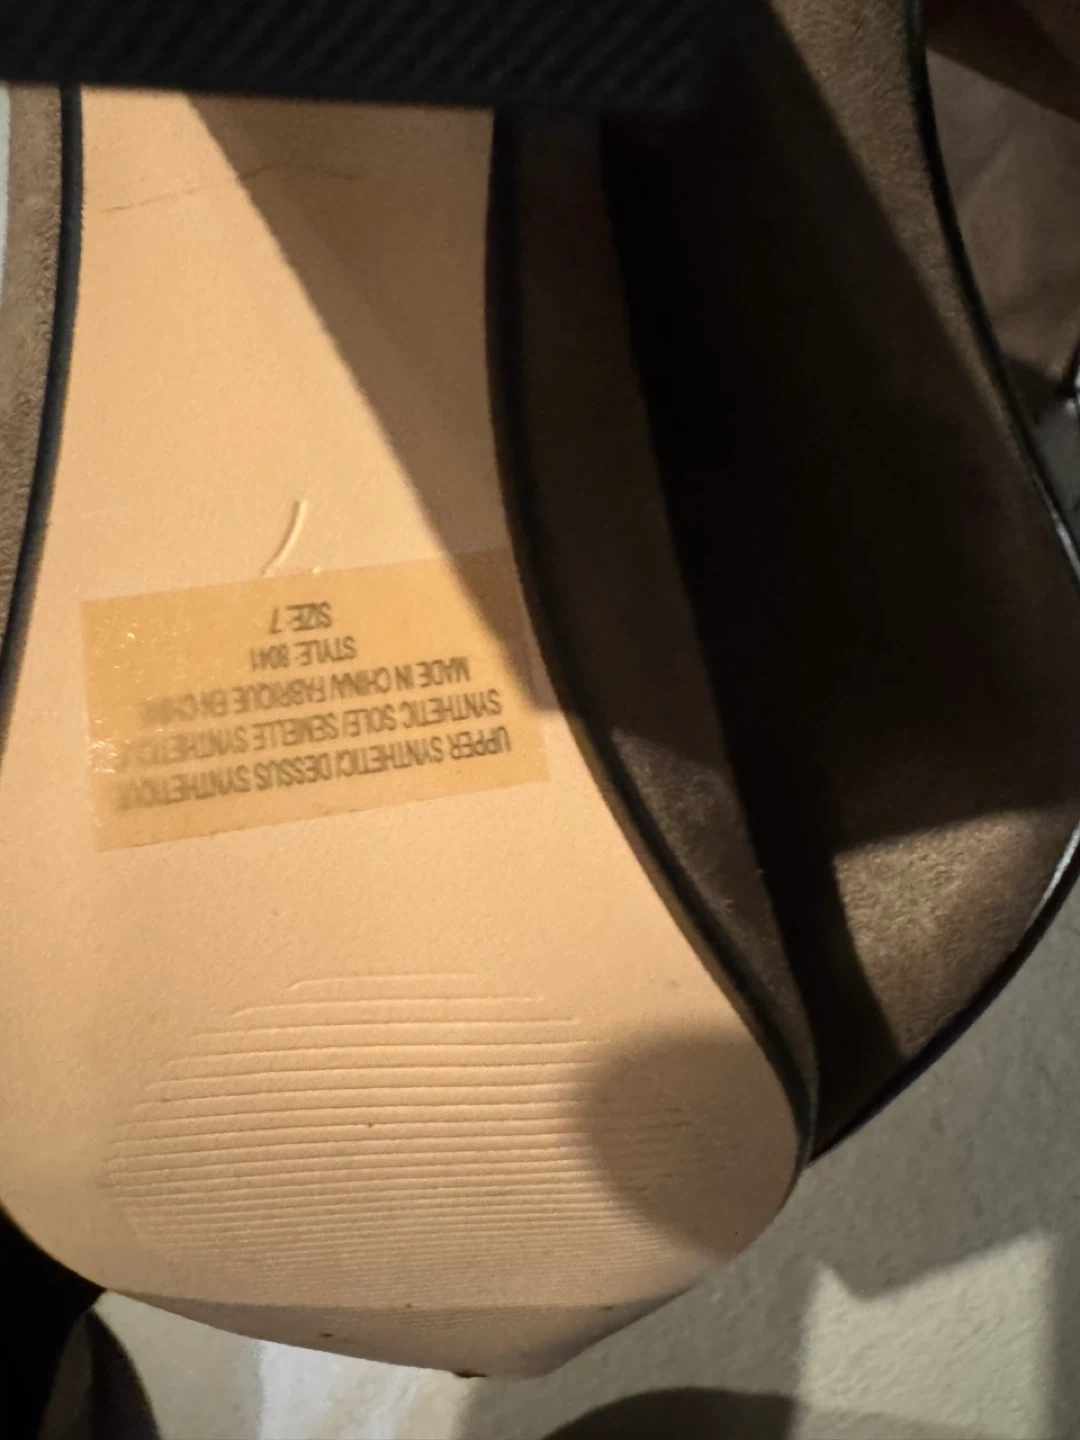 UPPER SYNTHETIC/ DESSUS SYNTHETIQUE
SYNTHETIC SOLE/ SEMELLE SYNTHETIQUE
MADE IN CHINA/ FABRIQUE EN CHINE
STYLE: 8041
SIZE: 7